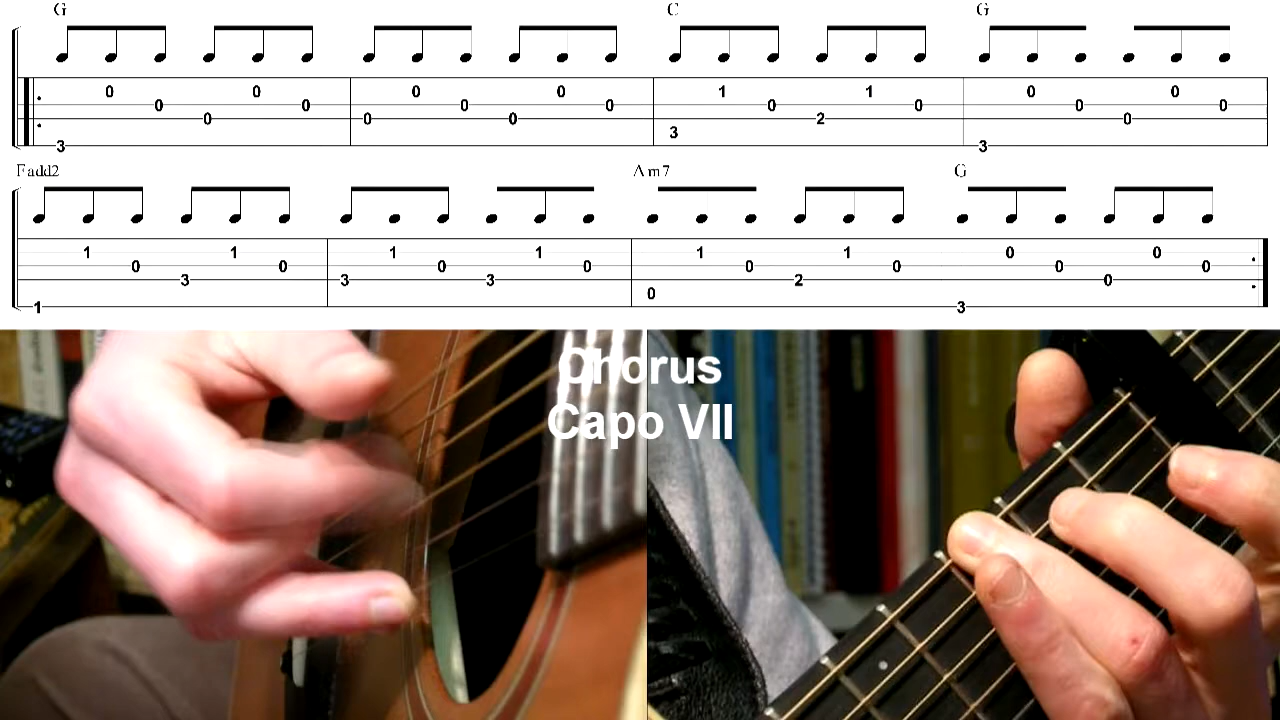 G C G
0 0 0 0 0 0 0 0 1 1 0 0
0 0 0 0 0 0 0 0
0 0 0 2 0
3
3 3
Fadd2 Am7 G
1 1 1 1 1 1 0 0
0 0 0 0 0 0 0 0
3 3 3 2 0
0
1 3
Chorus
Capo VII